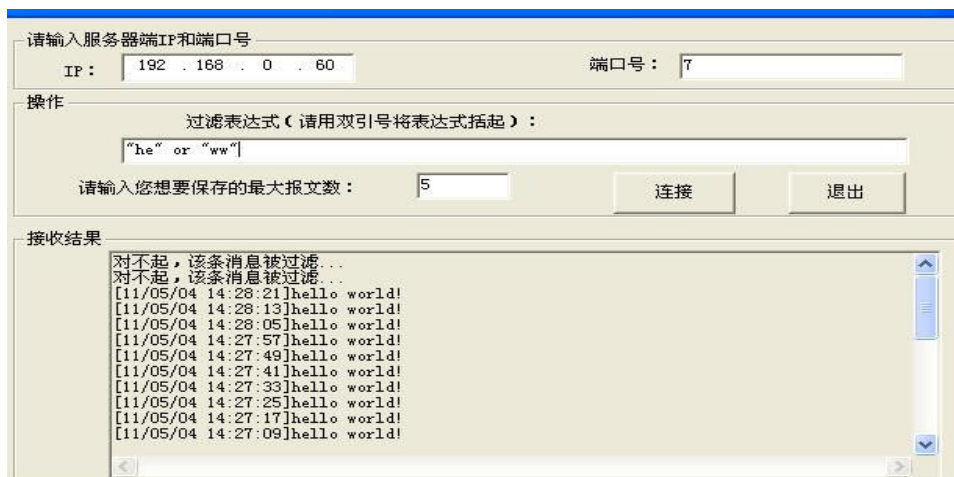 请输入服务器端IP和端口号
IP： 192 . 168 . 0 . 60 端口号： 7
操作
过滤表达式（请用双引号将表达式括起）：
"he" or "ww"
请输入您想要保存的最大报文数： 5 连接 退出
接收结果
对不起，该条消息被过滤...
对不起，该条消息被过滤...
[11/05/04 14:28:21]hello world!
[11/05/04 14:28:13]hello world!
[11/05/04 14:28:05]hello world!
[11/05/04 14:27:57]hello world!
[11/05/04 14:27:49]hello world!
[11/05/04 14:27:41]hello world!
[11/05/04 14:27:33]hello world!
[11/05/04 14:27:25]hello world!
[11/05/04 14:27:17]hello world!
[11/05/04 14:27:09]hello world!